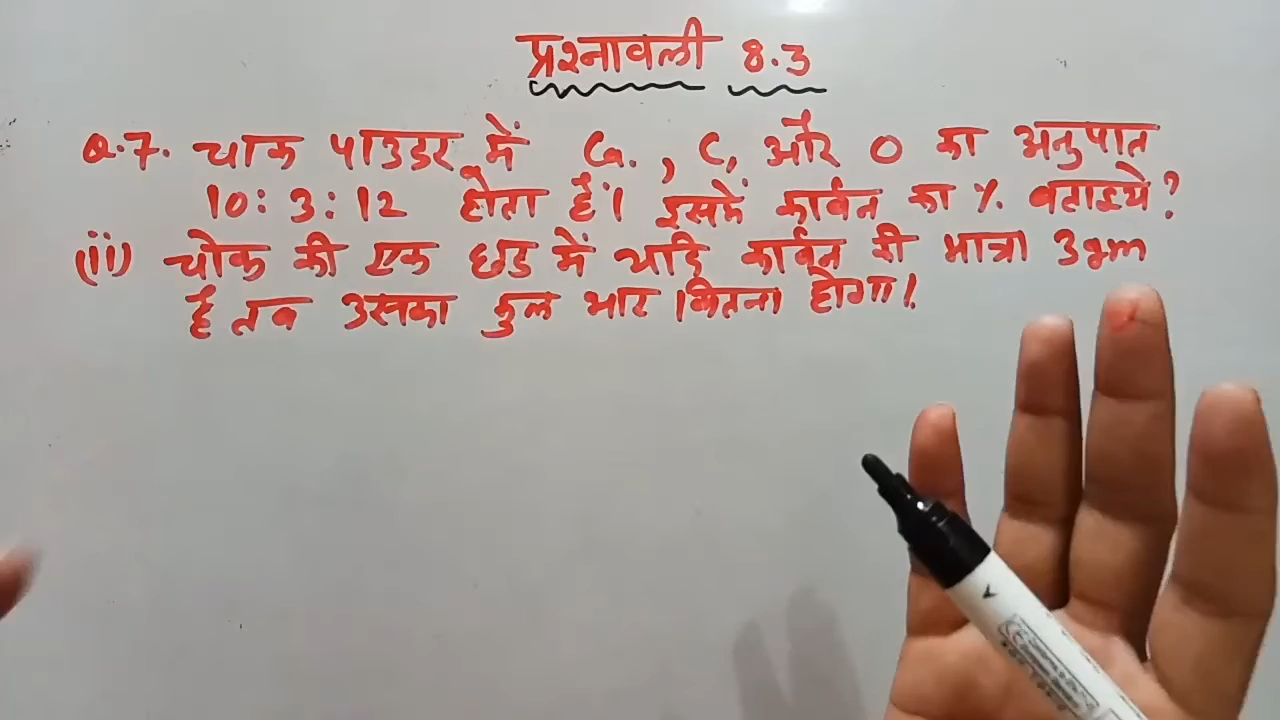 प्रश्नावली 8.3
Q.7. चाक पाउडर में Ca., C, और O का अनुपात
10:3:12 होता है। इसमें कार्बन का % बताइये?
(ii) चोक की एक छड में यदि कार्बन की मात्रा 3gm
है तब उसका कुल भार कितना होगा।